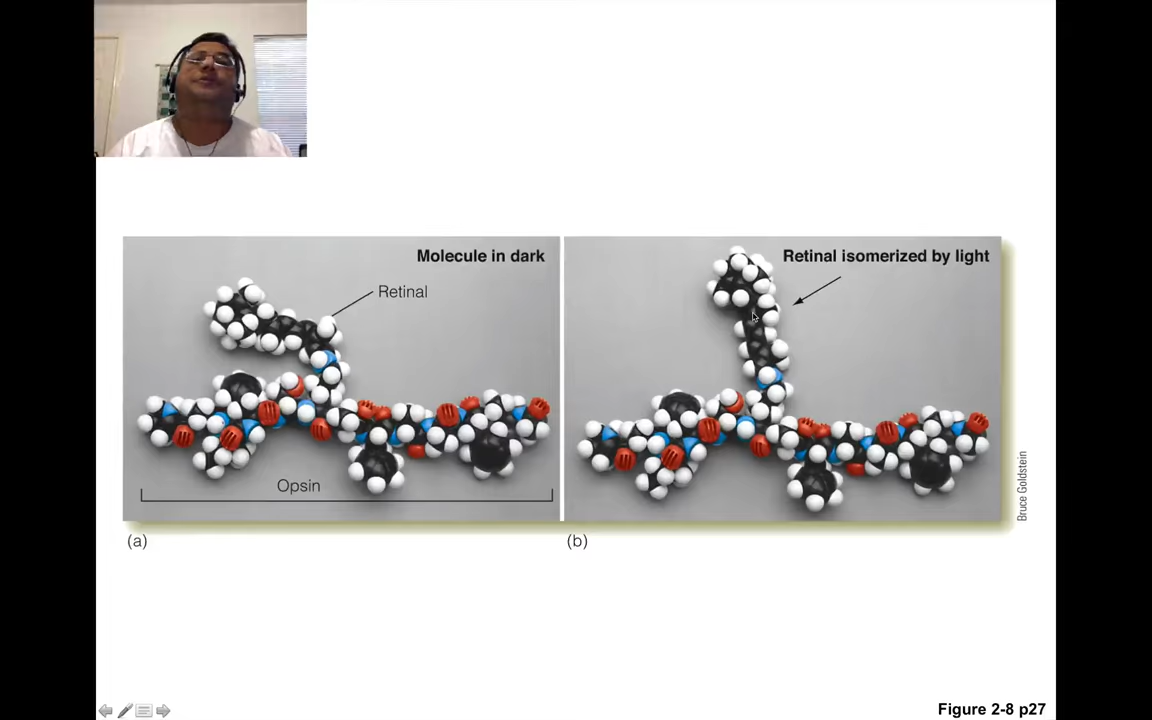 Molecule in dark
Retinal
Opsin
(a)
Retinal isomerized by light
Bruce Goldstein
(b)
Figure 2-8 p27